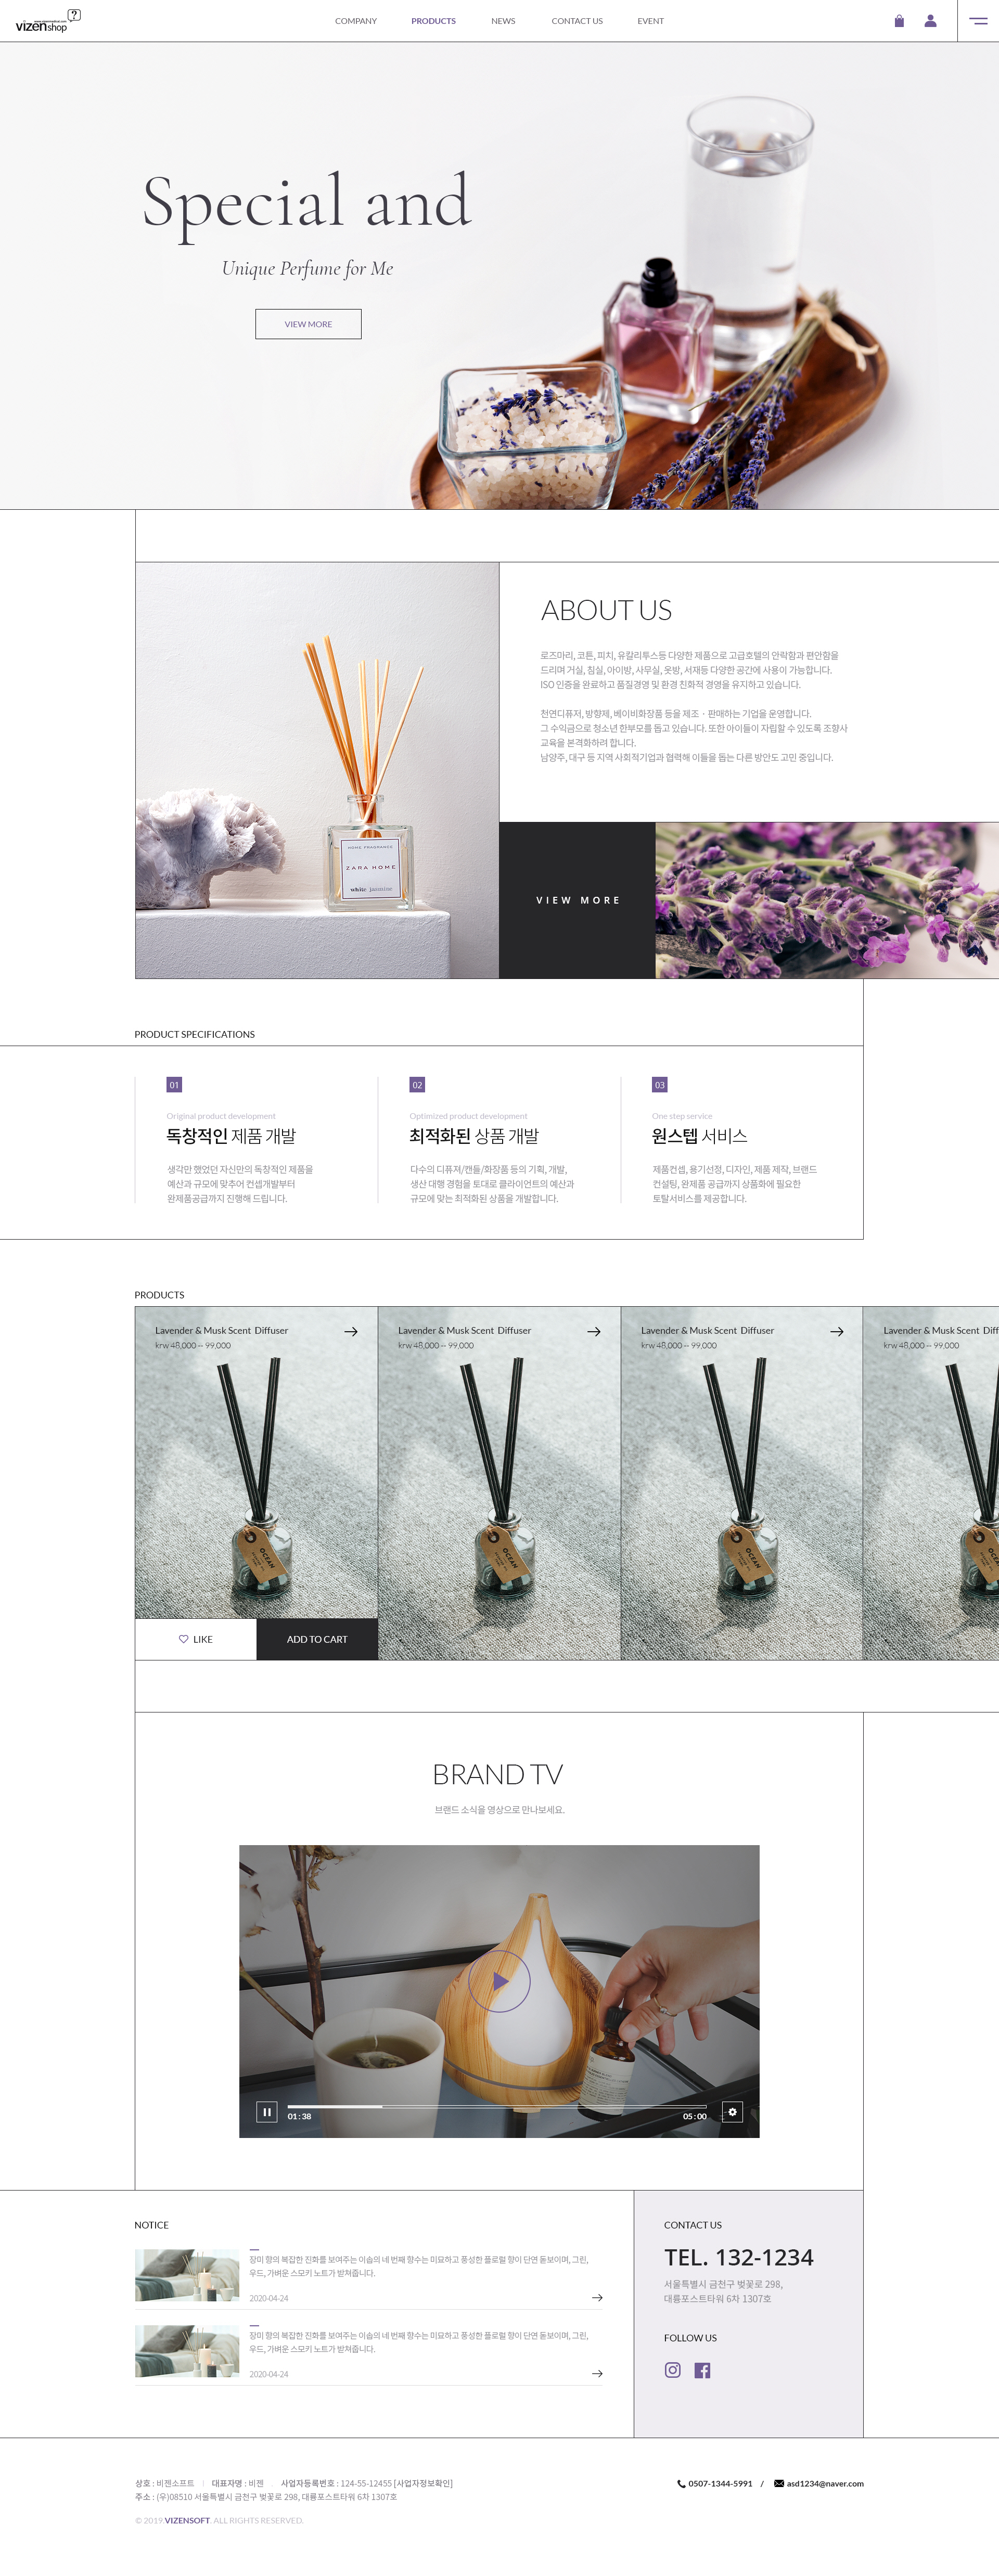 vizenshop
COMPANY
PRODUCTS
NEWS
CONTACT US
EVENT
Special and
Unique Perfume for Me
VIEW MORE
ABOUT US
로즈마리, 코튼, 피치, 유칼리투스등 다양한 제품으로 고급호텔의 안락함과 편안함을
드리며 거실, 침실, 아이방, 사무실, 옷방, 서재등 다양한 공간에 사용이 가능합니다.
ISO 인증을 완료하고 품질경영 및 환경 친화적 경영을 유지하고 있습니다.
천연디퓨저, 방향제, 베이비화장품 등을 제조 · 판매하는 기업을 운영합니다.
그 수익금으로 청소년 한부모를 돕고 있습니다. 또한 아이들이 자립할 수 있도록 조향사
교육을 본격화하려 합니다.
남양주, 대구 등 지역 사회적기업과 협력해 이들을 돕는 다른 방안도 고민 중입니다.
HOME FRAGRANCE
ZARA HOME
white jasmine
VIEW MORE
PRODUCT SPECIFICATIONS
01
Original product development
독창적인 제품 개발
생각만 했었던 자신만의 독창적인 제품을
예산과 규모에 맞추어 컨셉개발부터
완제품공급까지 진행해 드립니다.
02
Optimized product development
최적화된 상품 개발
다수의 디퓨져/캔들/화장품 등의 기획, 개발,
생산 대행 경험을 토대로 클라이언트의 예산과
규모에 맞는 최적화된 상품을 개발합니다.
03
One step service
원스텝 서비스
제품컨셉, 용기선정, 디자인, 제품 제작, 브랜드
컨설팅, 완제품 공급까지 상품화에 필요한
토탈서비스를 제공합니다.
PRODUCTS
Lavender & Musk Scent Diffuser
krw 48,000 -- 99,000
OCEAN
LIKE
ADD TO CART
Lavender & Musk Scent Diffuser
krw 48,000 -- 99,000
OCEAN
Lavender & Musk Scent Diffuser
krw 48,000 -- 99,000
OCEAN
Lavender & Musk Scent Diff
krw 48,000 -- 99,000
BRAND TV
브랜드 소식을 영상으로 만나보세요.
01:38
05:00
NOTICE
장미 향의 복잡한 진화를 보여주는 이솝의 네 번째 향수는 미묘하고 풍성한 플로럴 향이 단연 돋보이며, 그린,
우드, 가벼운 스모키 노트가 받쳐줍니다.
2020-04-24
장미 향의 복잡한 진화를 보여주는 이솝의 네 번째 향수는 미묘하고 풍성한 플로럴 향이 단연 돋보이며, 그린,
우드, 가벼운 스모키 노트가 받쳐줍니다.
2020-04-24
CONTACT US
TEL. 132-1234
서울특별시 금천구 벚꽃로 298,
대륭포스트타워 6차 1307호
FOLLOW US
상호 : 비젠소프트 | 대표자명 : 비젠 사업자등록번호 : 124-55-12455 [사업자정보확인]
주소 : (우)08510 서울특별시 금천구 벚꽃로 298, 대륭포스트타워 6차 1307호
0507-1344-5991 / asd1234@naver.com
© 2019.VIZENSOFT. ALL RIGHTS RESERVED.